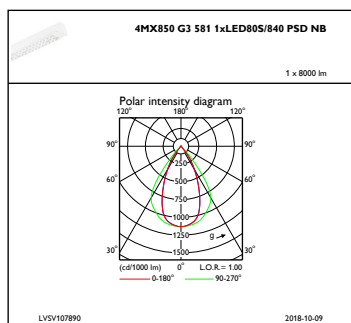 4MX850 G3 581 1xLED80S/840 PSD NB
1 x 8000 lm
Polar intensity diagram
120° 180° 120°
90° 90°
250
60° 500 60°
750
1000
1250
1500
g
30° 30°
(cd/1000 lm) 0° L.O.R.= 1.00
0-180° 90-270°
LVSV107890 2018-10-09